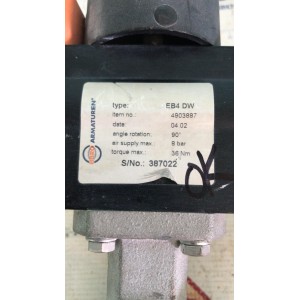 ARMATUREN
type: EB4 DW
item no.: 4903887
date: 04 02
angle rotation: 90°
air supply max.: 8 bar
torque max.: 36 Nm
S/No.: 387022
OK